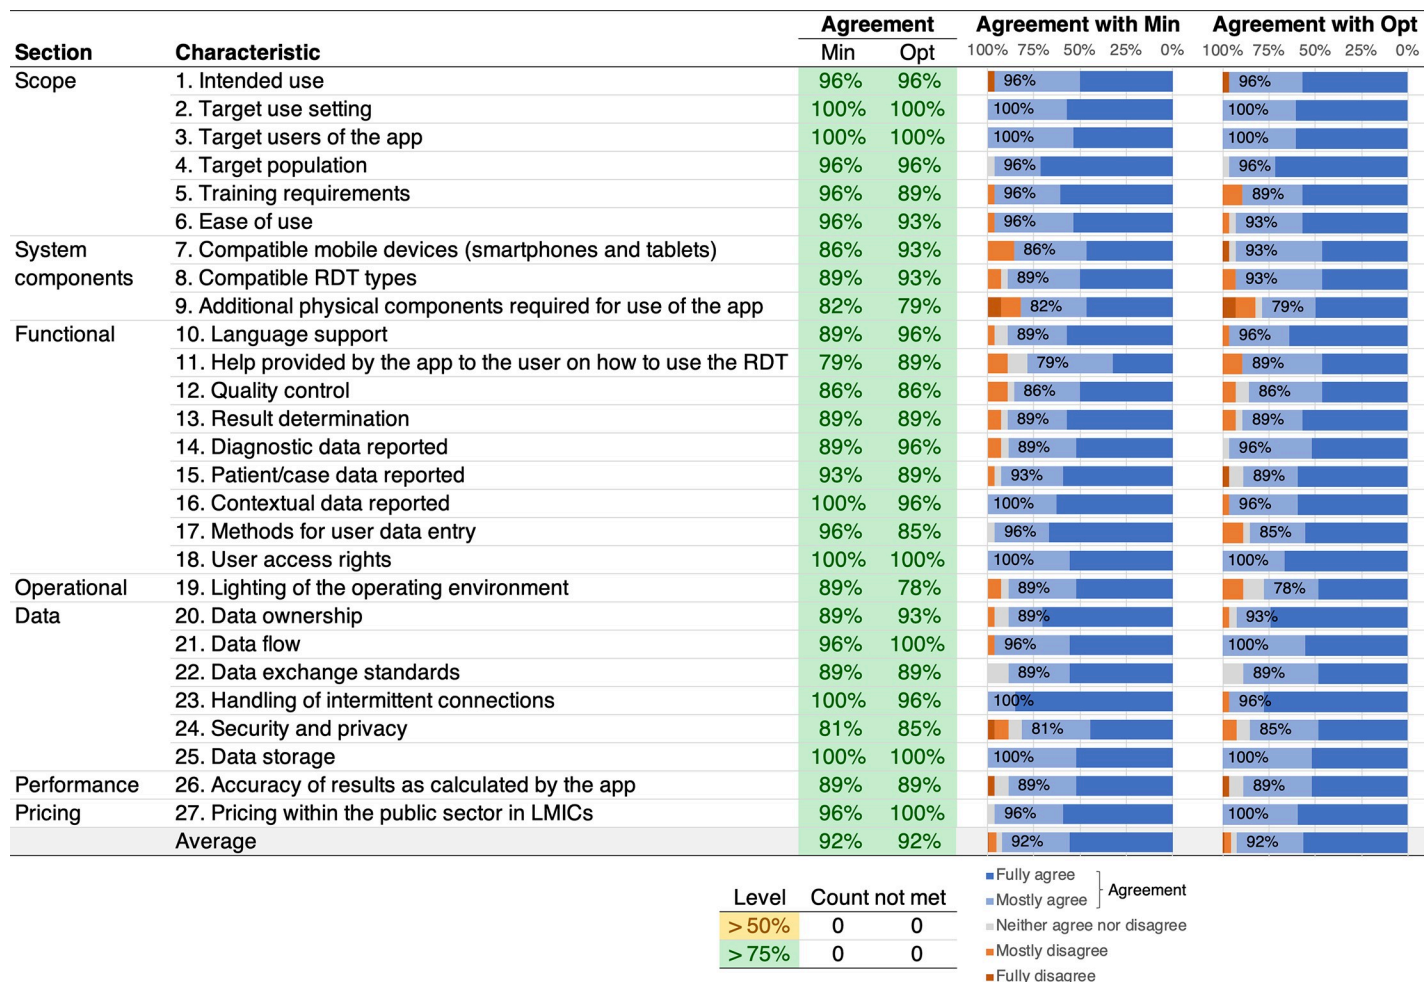 Agreement Agreement with Min Agreement with Opt
Section Characteristic Min Opt 100% 75% 50% 25% 0% 100% 75% 50% 25% 0%
Scope 1. Intended use 96% 96% 96% 96%
2. Target use setting 100% 100% 100% 100%
3. Target users of the app 100% 100% 100% 100%
4. Target population 96% 96% 96% 96%
5. Training requirements 96% 89% 96% 89%
6. Ease of use 96% 93% 96% 93%
System 7. Compatible mobile devices (smartphones and tablets) 86% 93% 86% 93%
components 8. Compatible RDT types 89% 93% 89% 93%
9. Additional physical components required for use of the app 82% 79% 82% 79%
Functional 10. Language support 89% 96% 89% 96%
11. Help provided by the app to the user on how to use the RDT 79% 89% 79% 89%
12. Quality control 86% 86% 86% 86%
13. Result determination 89% 89% 89% 89%
14. Diagnostic data reported 89% 96% 89% 96%
15. Patient/case data reported 93% 89% 93% 89%
16. Contextual data reported 100% 96% 100% 96%
17. Methods for user data entry 96% 85% 96% 85%
18. User access rights 100% 100% 100% 100%
Operational 19. Lighting of the operating environment 89% 78% 89% 78%
Data 20. Data ownership 89% 93% 89% 93%
21. Data flow 96% 100% 96% 100%
22. Data exchange standards 89% 89% 89% 89%
23. Handling of intermittent connections 100% 96% 100% 96%
24. Security and privacy 81% 85% 81% 85%
25. Data storage 100% 100% 100% 100%
Performance 26. Accuracy of results as calculated by the app 89% 89% 89% 89%
Pricing 27. Pricing within the public sector in LMICs 96% 100% 96% 100%
Average 92% 92% 92% 92%
Level Count not met
> 50% 0 0
> 75% 0 0
Fully agree
Mostly agree
Agreement
Neither agree nor disagree
Mostly disagree
Fully disagree